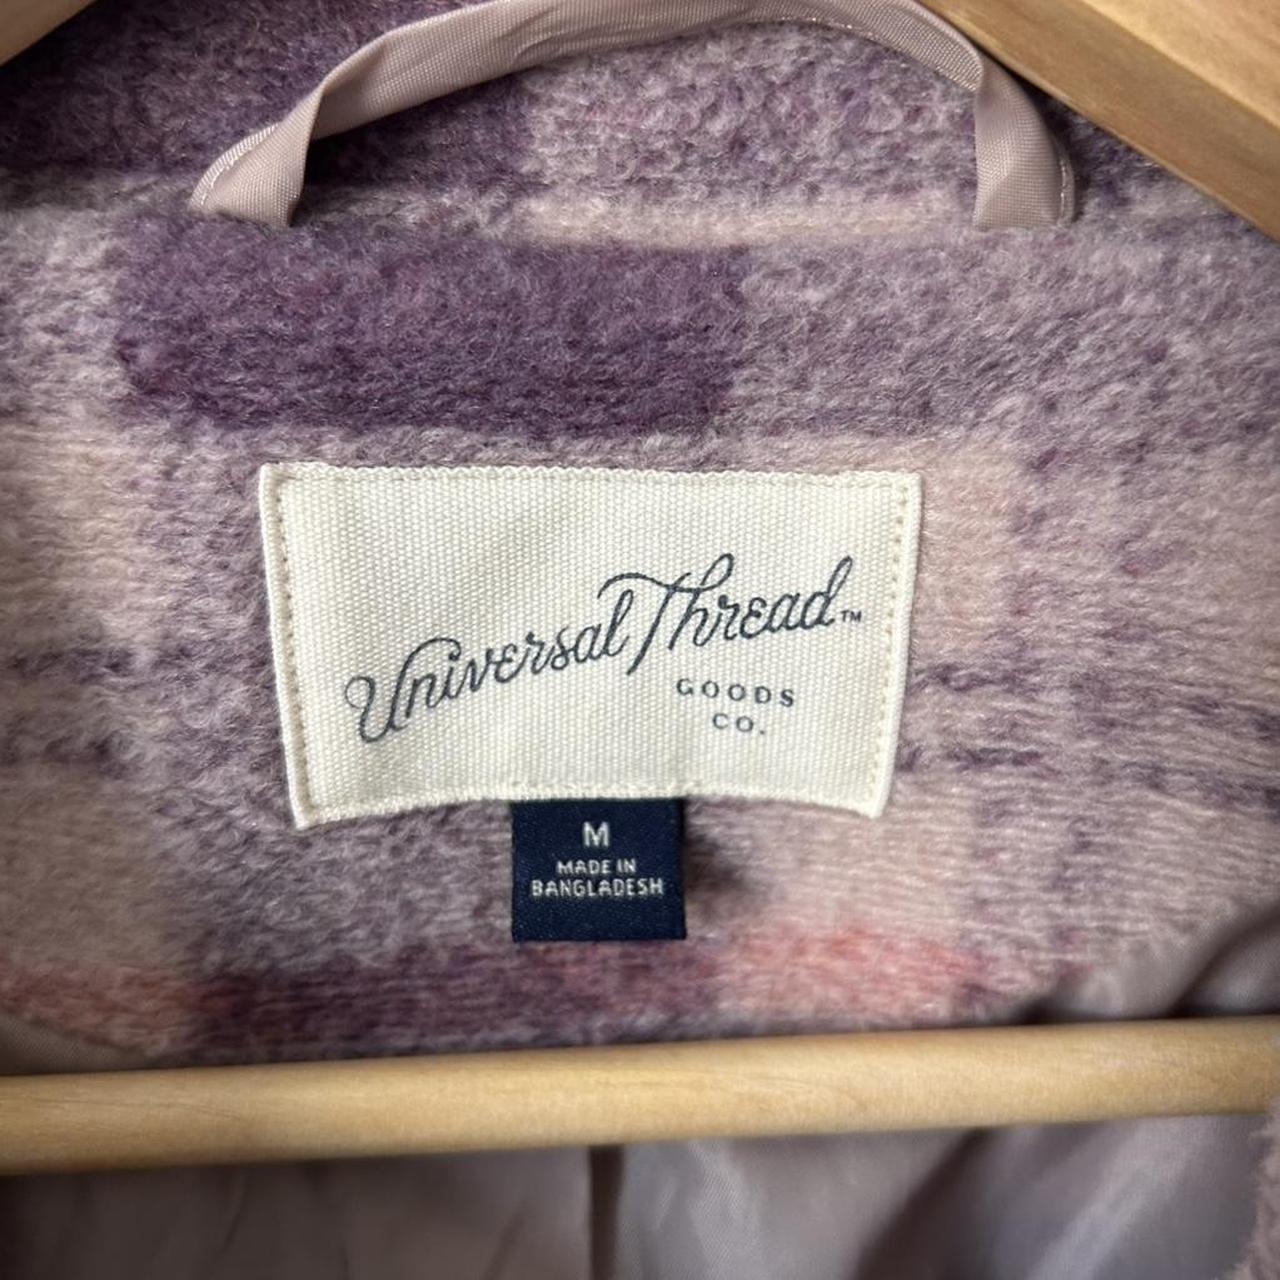 Universal Thread™
GOODS
CO.
M
MADE IN
BANGLADESH